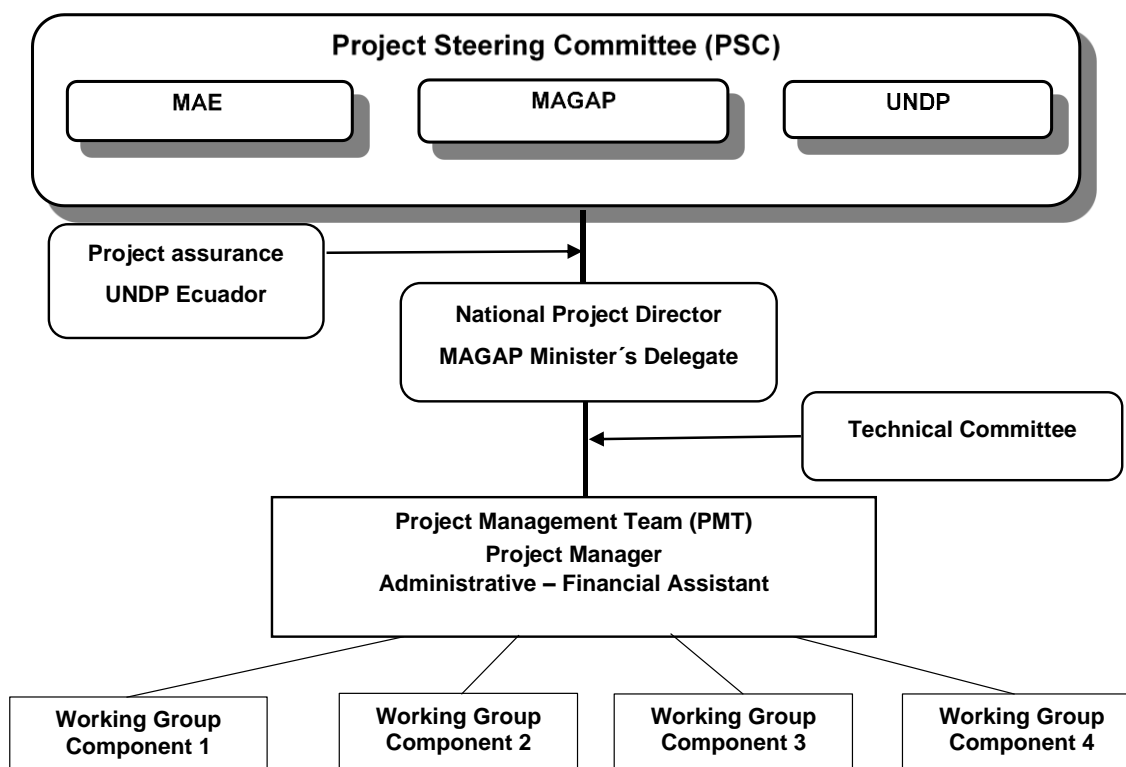 Project Steering Committee (PSC)
MAE
MAGAP
UNDP
Project assurance
UNDP Ecuador
National Project Director
MAGAP Minister´s Delegate
Technical Committee
Project Management Team (PMT)
Project Manager
Administrative – Financial Assistant
Working Group
Component 1
Working Group
Component 2
Working Group
Component 3
Working Group
Component 4